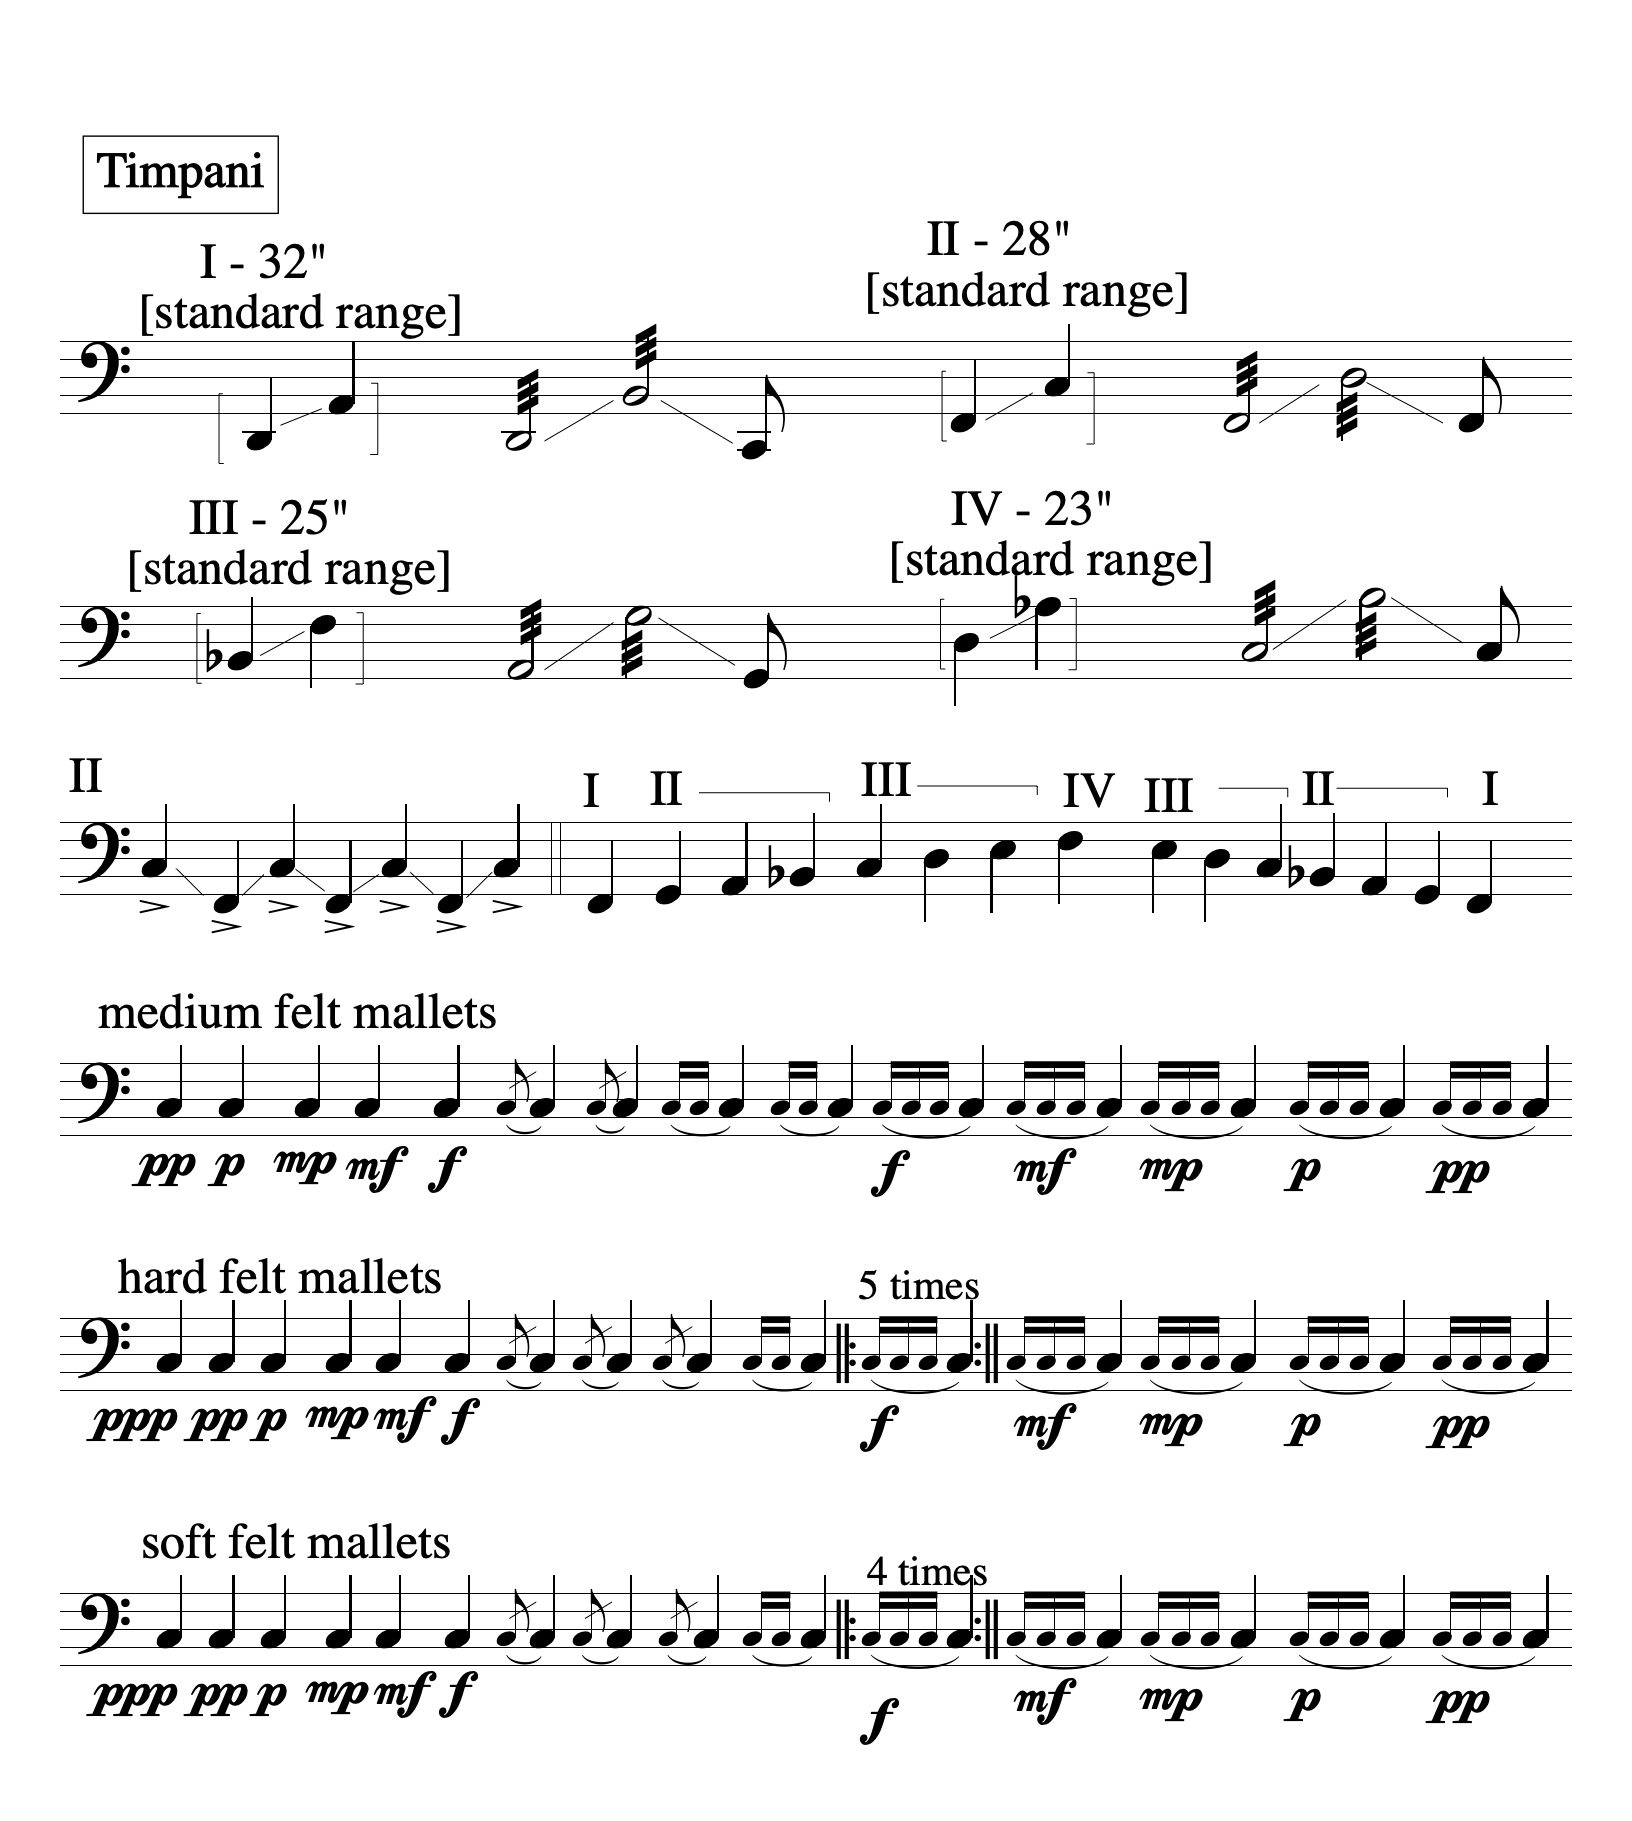 Timpani
I - 32"
[standard range]
II - 28"
[standard range]
III - 25"
[standard range]
IV - 23"
[standard range]
II
I II III IV III II I
medium felt mallets
pp p mp mf f f mf mp p pp
hard felt mallets
5 times
ppp pp p mp mf f f mf mp p pp
soft felt mallets
4 times
ppp pp p mp mf f f mf mp p pp